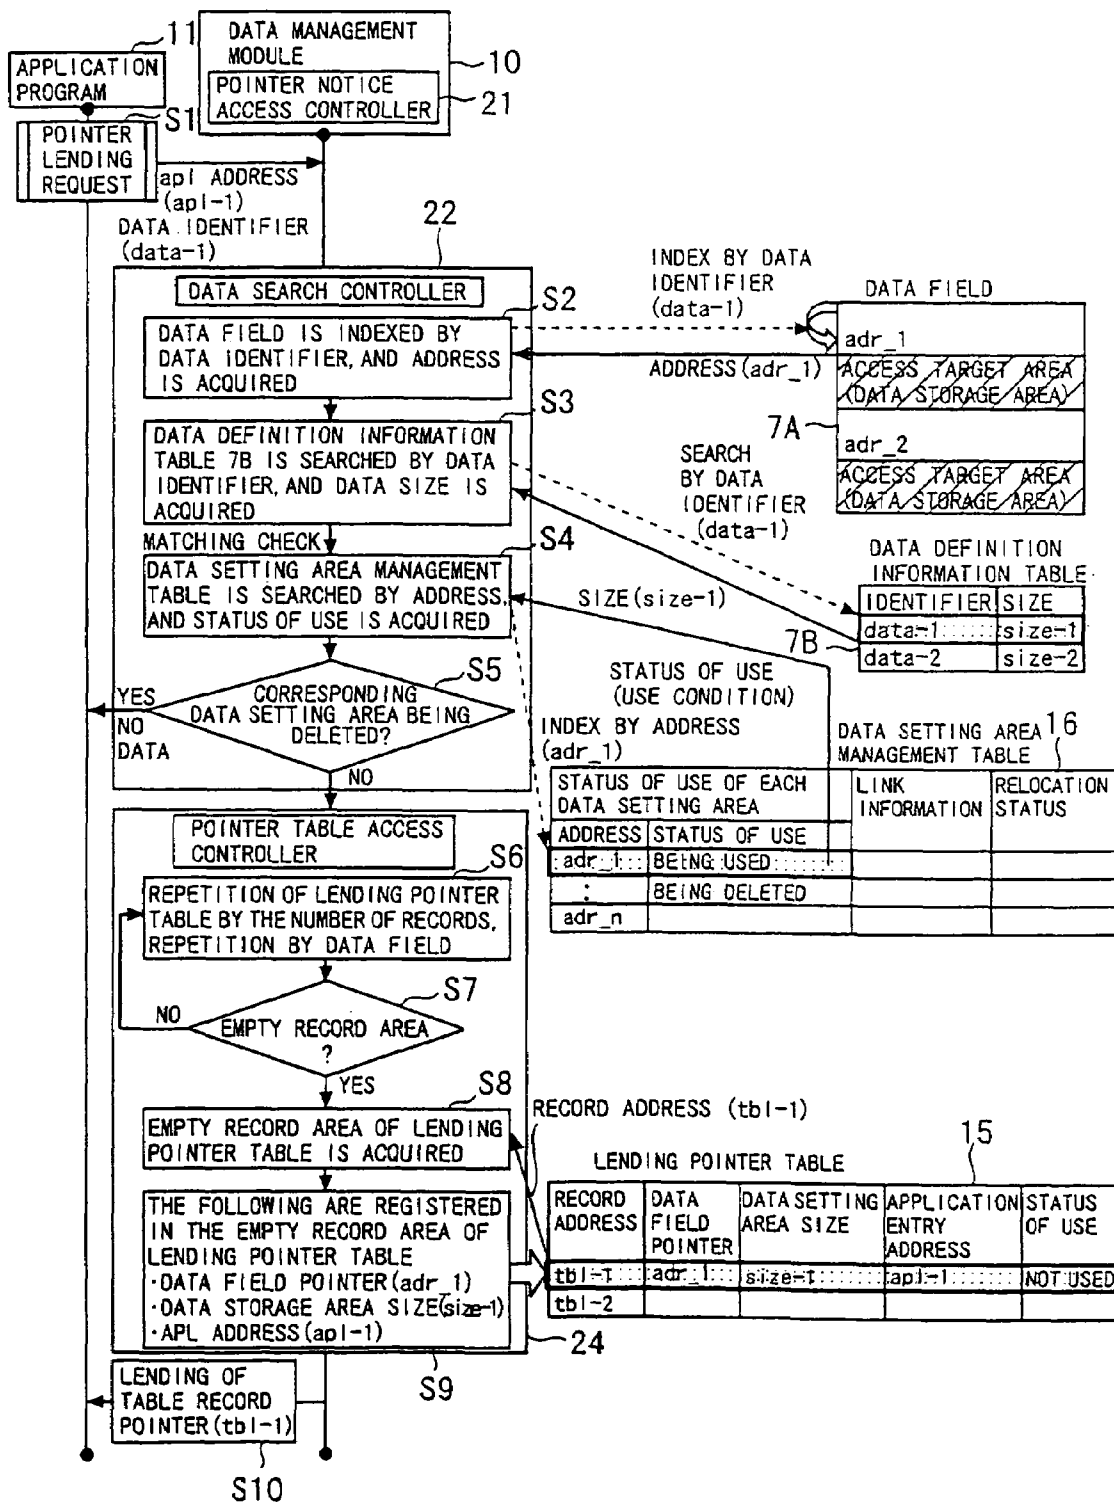 11
APPLICATION
PROGRAM
DATA MANAGEMENT
MODULE
10
POINTER NOTICE
ACCESS CONTROLLER
21
S1
POINTER
LENDING
REQUEST
apl ADDRESS
(apl-1)
DATA IDENTIFIER
(data-1)
22
DATA SEARCH CONTROLLER
S2
DATA FIELD IS INDEXED BY
DATA IDENTIFIER, AND ADDRESS
IS ACQUIRED
INDEX BY DATA
IDENTIFIER
(data-1)
DATA FIELD
adr_1
ADDRESS(adr_1)
ACCESS TARGET AREA
(DATA STORAGE AREA)
7A
adr_2
ACCESS TARGET AREA
(DATA STORAGE AREA)
S3
DATA DEFINITION INFORMATION
TABLE 7B IS SEARCHED BY DATA
IDENTIFIER, AND DATA SIZE IS
ACQUIRED
SEARCH
BY DATA
IDENTIFIER
(data-1)
MATCHING CHECK
S4
DATA SETTING AREA MANAGEMENT
TABLE IS SEARCHED BY ADDRESS,
AND STATUS OF USE IS ACQUIRED
SIZE(size-1)
DATA DEFINITION
INFORMATION TABLE
IDENTIFIER SIZE
data-1 size-1
7B
data-2 size-2
S5
CORRESPONDING
DATA SETTING AREA BEING
DELETED?
YES
NO
DATA
NO
STATUS OF USE
(USE CONDITION)
INDEX BY ADDRESS
(adr_1)
DATA SETTING AREA
MANAGEMENT TABLE
16
STATUS OF USE OF EACH
DATA SETTING AREA
LINK
INFORMATION
RELOCATION
STATUS
ADDRESS STATUS OF USE
adr_1 BEING USED
: BEING DELETED
adr_n
POINTER TABLE ACCESS
CONTROLLER
S6
REPETITION OF LENDING POINTER
TABLE BY THE NUMBER OF RECORDS,
REPETITION BY DATA FIELD
S7
NO
EMPTY RECORD AREA
?
YES
S8
EMPTY RECORD AREA OF LENDING
POINTER TABLE IS ACQUIRED
RECORD ADDRESS (tbl-1)
15
LENDING POINTER TABLE
RECORD
ADDRESS
DATA
FIELD
POINTER
DATA SETTING
AREA SIZE
APPLICATION
ENTRY
ADDRESS
STATUS
OF USE
tbl-1 adr_1 size-1 apl-1 NOT USED
tbl-2
THE FOLLOWING ARE REGISTERED
IN THE EMPTY RECORD AREA OF
LENDING POINTER TABLE
·DATA FIELD POINTER(adr_1)
·DATA STORAGE AREA SIZE(size-1)
·APL ADDRESS(apl-1)
24
S9
LENDING OF
TABLE RECORD
POINTER(tbl-1)
S10